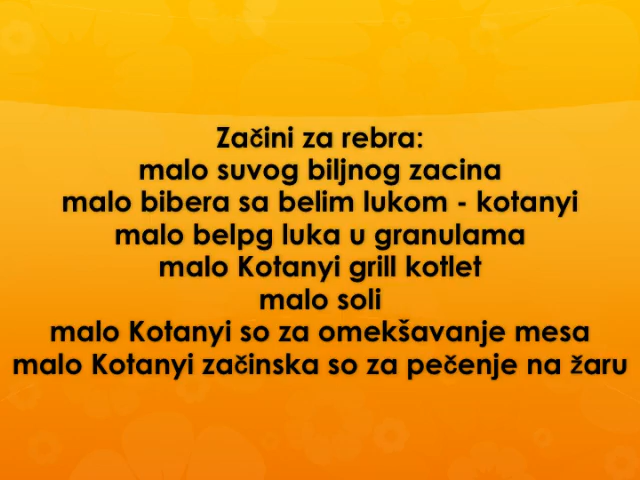 Začini za rebra:
malo suvog biljnog zacina
malo bibera sa belim lukom - kotanyi
malo belpg luka u granulama
malo Kotanyi grill kotlet
malo soli
malo Kotanyi so za omekšavanje mesa
malo Kotanyi začinska so za pečenje na žaru